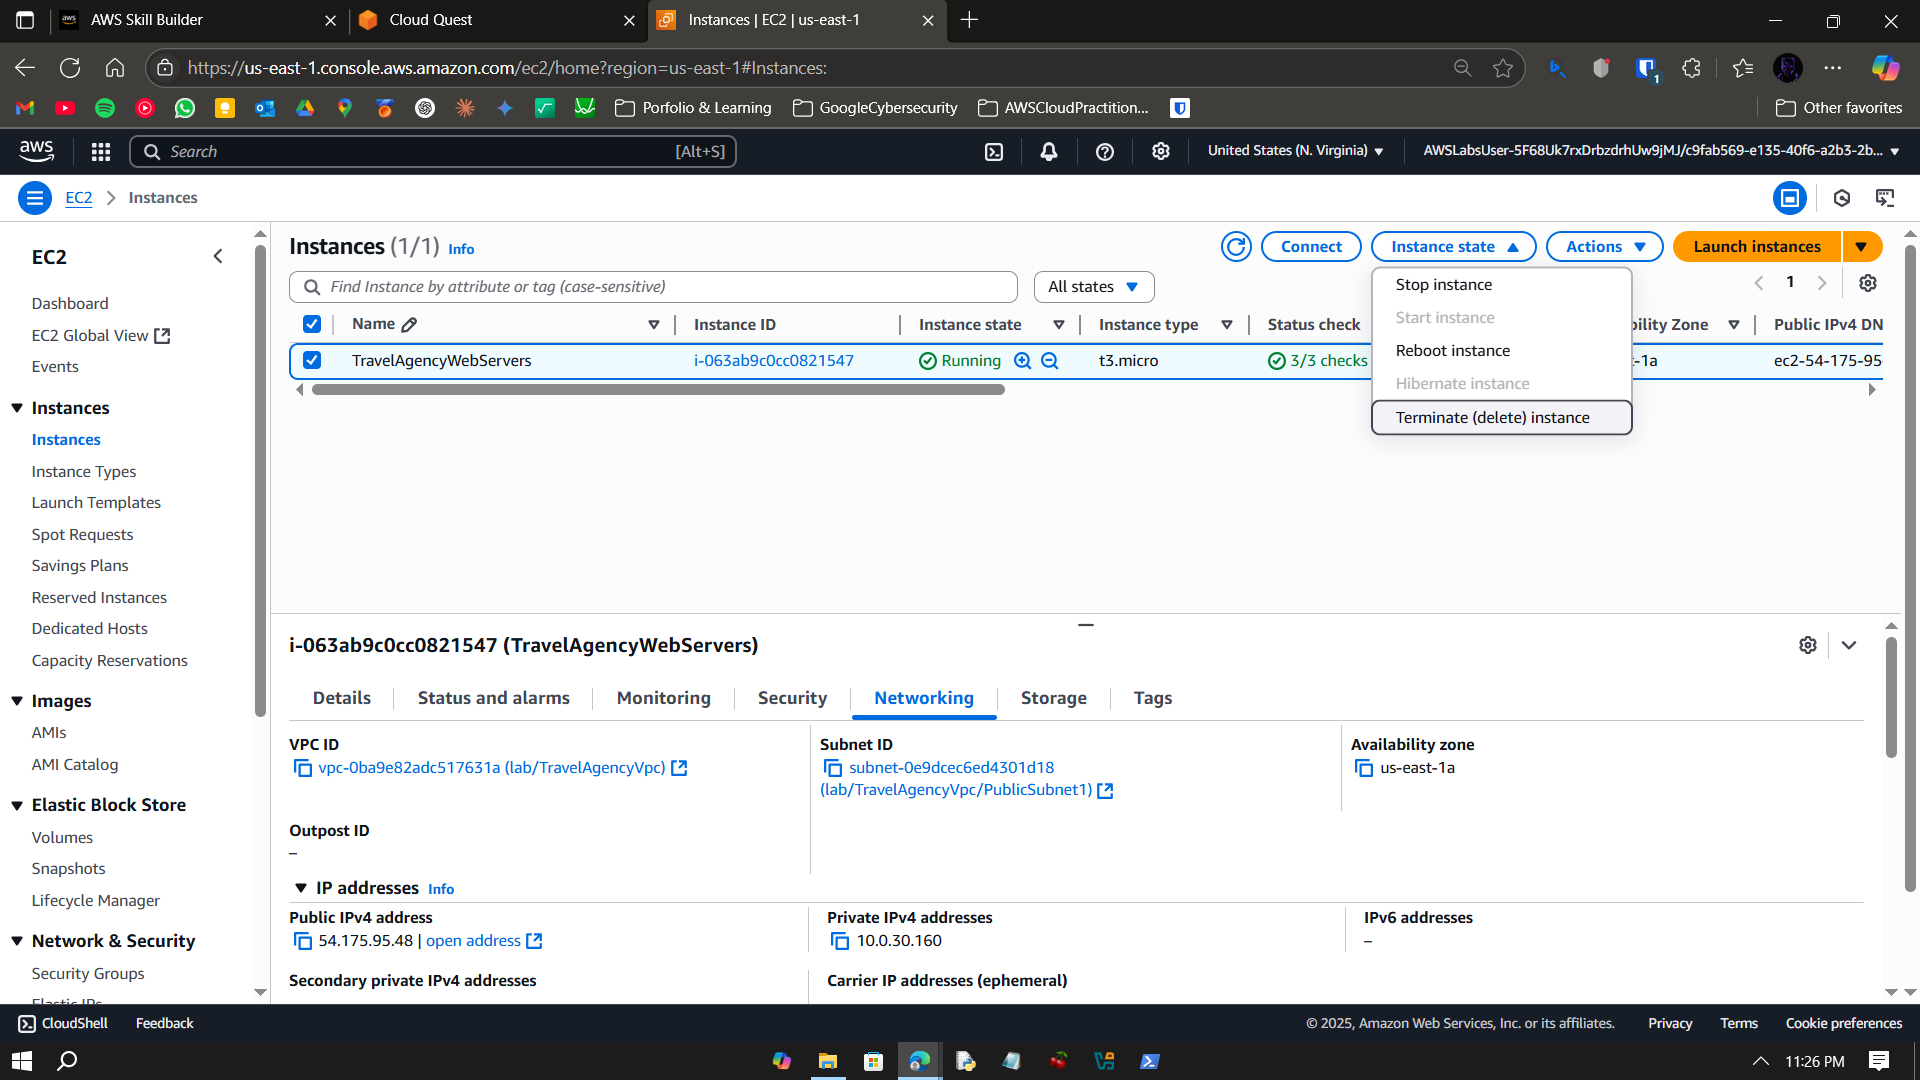 AWS Skill Builder
Cloud Quest
Instances | EC2 | us-east-1
https://us-east-1.console.aws.amazon.com/ec2/home?region=us-east-1#Instances:
1
Porfolio & Learning
GoogleCybersecurity
AWSCloudPractition...
Other favorites
aws
Search
[Alt+S]
United States (N. Virginia)
AWSLabsUser-5F68Uk7rxDrbzdrhUw9jMJ/c9fab569-e135-40f6-a2b3-2b...
EC2
Instances
EC2
Dashboard
EC2 Global View
Events
Instances
Instances
Instance Types
Launch Templates
Spot Requests
Savings Plans
Reserved Instances
Dedicated Hosts
Capacity Reservations
Images
AMIs
AMI Catalog
Elastic Block Store
Volumes
Snapshots
Lifecycle Manager
Network & Security
Security Groups
Elastic IPs
Instances (1/1) Info
Connect
Instance state
Actions
Launch instances
Find Instance by attribute or tag (case-sensitive)
All states
Stop instance
Start instance
Reboot instance
Hibernate instance
Terminate (delete) instance
1
Name
Instance ID
Instance state
Instance type
Status check
bility Zone
Public IPv4 DN
TravelAgencyWebServers
i-063ab9c0cc0821547
Running
t3.micro
3/3 checks
-1a
ec2-54-175-95
i-063ab9c0cc0821547 (TravelAgencyWebServers)
Details
Status and alarms
Monitoring
Security
Networking
Storage
Tags
VPC ID
vpc-0ba9e82adc517631a (lab/TravelAgencyVpc)
Subnet ID
subnet-0e9dcec6ed4301d18
(lab/TravelAgencyVpc/PublicSubnet1)
Availability zone
us-east-1a
Outpost ID
–
IP addresses Info
Public IPv4 address
54.175.95.48 | open address
Private IPv4 addresses
10.0.30.160
IPv6 addresses
–
Secondary private IPv4 addresses
Carrier IP addresses (ephemeral)
CloudShell
Feedback
© 2025, Amazon Web Services, Inc. or its affiliates.
Privacy
Terms
Cookie preferences
11:26 PM